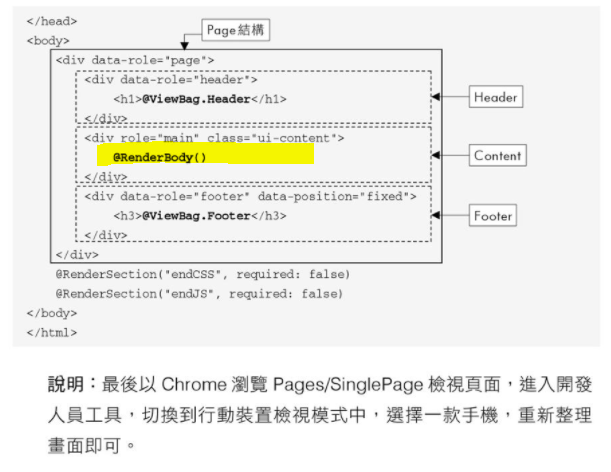 </head>
Page結構
<body>
<div data-role="page">
<div data-role="header">
<h1>@ViewBag.Header</h1>
Header
</div>
<div role="main" class="ui-content">
@RenderBody()
Content
</div>
<div data-role="footer" data-position="fixed">
<h3>@ViewBag.Footer</h3>
Footer
</div>
</div>
@RenderSection("endCSS", required: false)
@RenderSection("endJS", required: false)
</body>
</html>
說明：最後以 Chrome 瀏覽 Pages/SinglePage 檢視頁面，進入開發
人員工具，切換到行動裝置檢視模式中，選擇一款手機，重新整理
畫面即可。